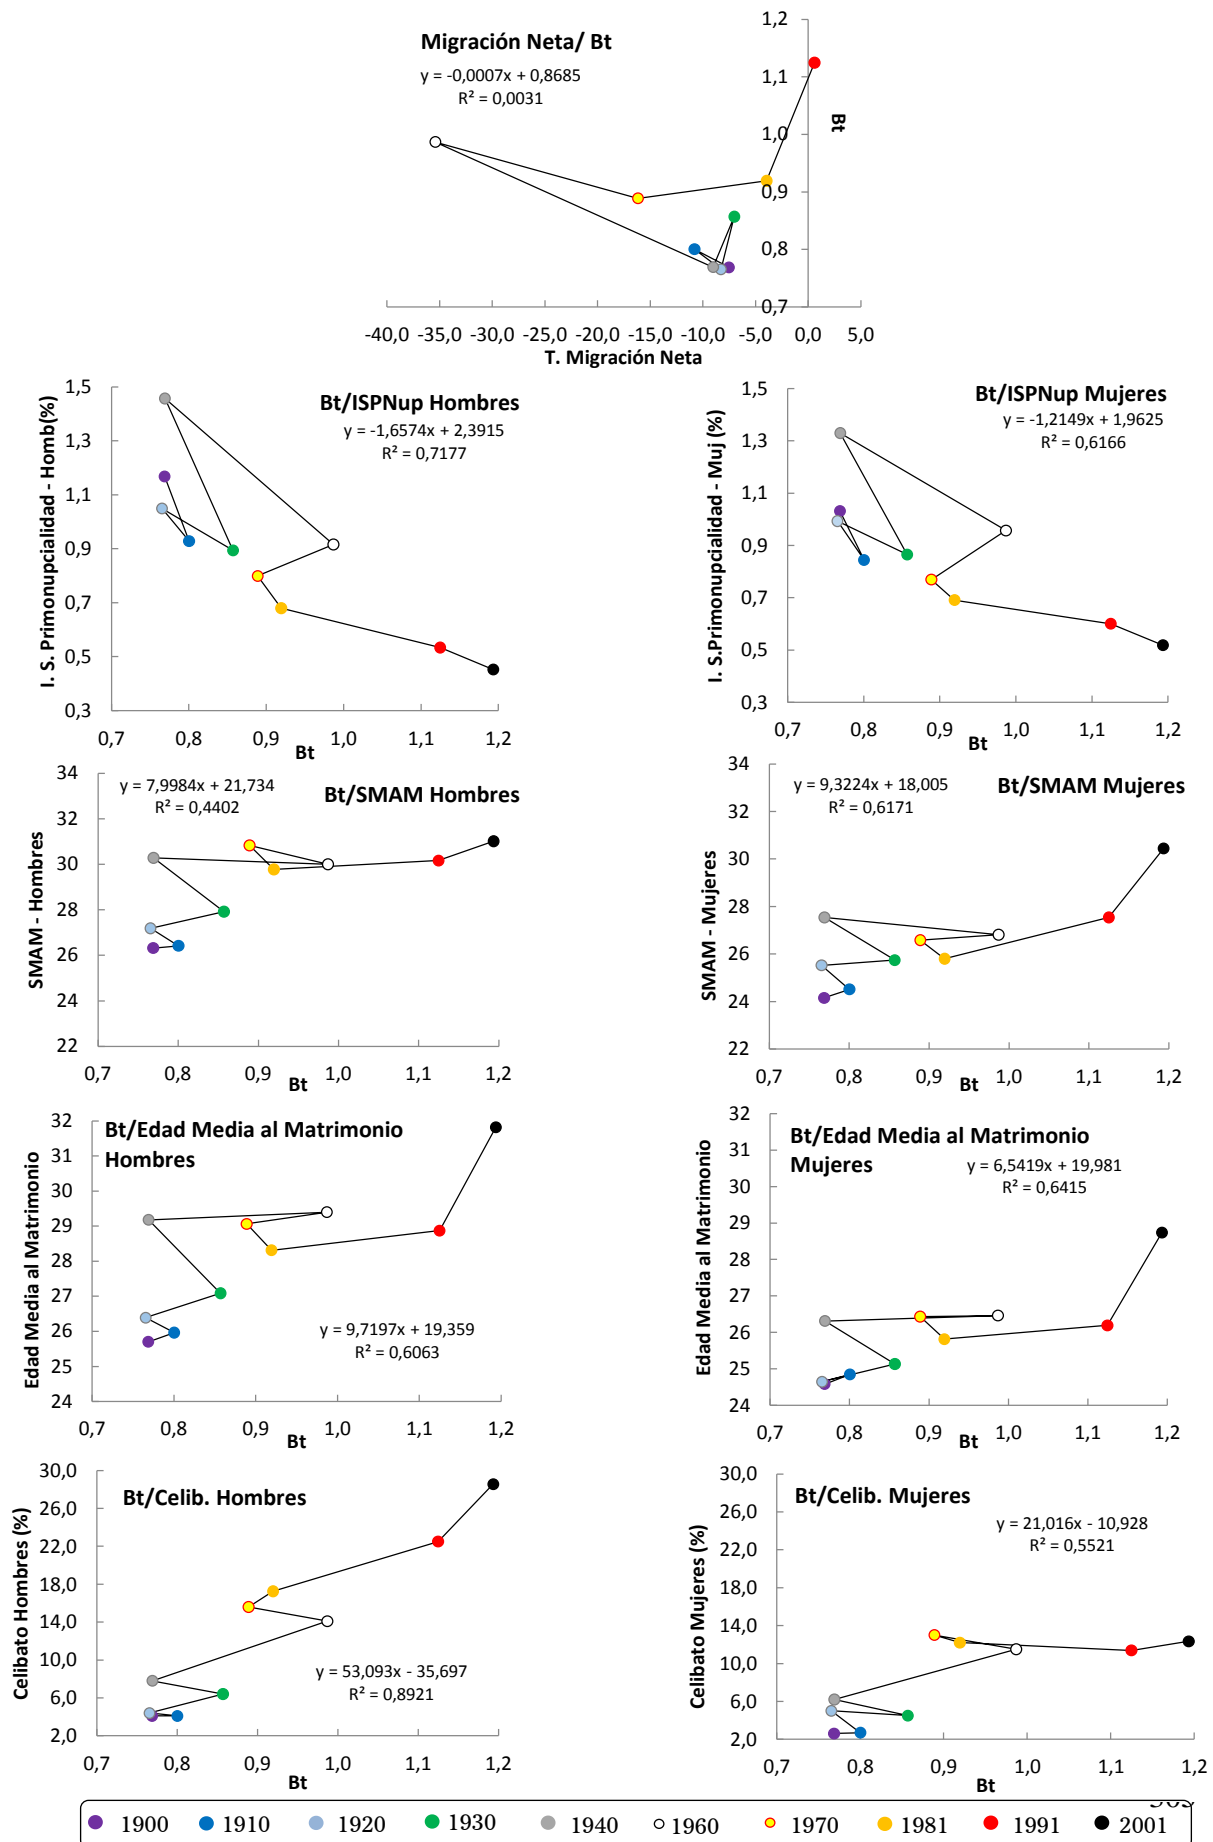 Migración Neta/ Bt
y = -0,0007x + 0,8685
R² = 0,0031
1,2
1,1
1,0
0,9
0,8
0,7
Bt
-40,0 -35,0 -30,0 -25,0 -20,0 -15,0 -10,0 -5,0 0,0 5,0
T. Migración Neta
Bt/ISPNup Hombres
y = -1,6574x + 2,3915
R² = 0,7177
I. S. Primonupcialidad - Homb(%)
1,5
1,3
1,1
0,9
0,7
0,5
0,3
0,7 0,8 0,9 1,0 1,1 1,2
Bt
Bt/ISPNup Mujeres
y = -1,2149x + 1,9625
R² = 0,6166
I. S.Primonupcialidad - Muj (%)
1,5
1,3
1,1
0,9
0,7
0,5
0,3
0,7 0,8 0,9 1,0 1,1 1,2
Bt
y = 7,9984x + 21,734
R² = 0,4402
Bt/SMAM Hombres
SMAM - Hombres
34
32
30
28
26
24
22
0,7 0,8 0,9 1,0 1,1 1,2
Bt
y = 9,3224x + 18,005
R² = 0,6171
Bt/SMAM Mujeres
SMAM - Mujeres
34
32
30
28
26
24
22
0,7 0,8 0,9 1,0 1,1 1,2
Bt
Bt/Edad Media al Matrimonio
Hombres
y = 9,7197x + 19,359
R² = 0,6063
Edad Media al Matrimonio
32
31
30
29
28
27
26
25
24
0,7 0,8 0,9 1,0 1,1 1,2
Bt
Bt/Edad Media al Matrimonio
Mujeres
y = 6,5419x + 19,981
R² = 0,6415
Edad Media al Matrimonio
32
31
30
29
28
27
26
25
24
0,7 0,8 0,9 1,0 1,1 1,2
Bt
Bt/Celib. Hombres
y = 53,093x - 35,697
R² = 0,8921
Celibato Hombres (%)
30,0
26,0
22,0
18,0
14,0
10,0
6,0
2,0
0,7 0,8 0,9 1,0 1,1 1,2
Bt
Bt/Celib. Mujeres
y = 21,016x - 10,928
R² = 0,5521
Celibato Mujeres (%)
30,0
26,0
22,0
18,0
14,0
10,0
6,0
2,0
0,7 0,8 0,9 1,0 1,1 1,2
Bt
1900 1910 1920 1930 1940 1960 1970 1981 1991 2001